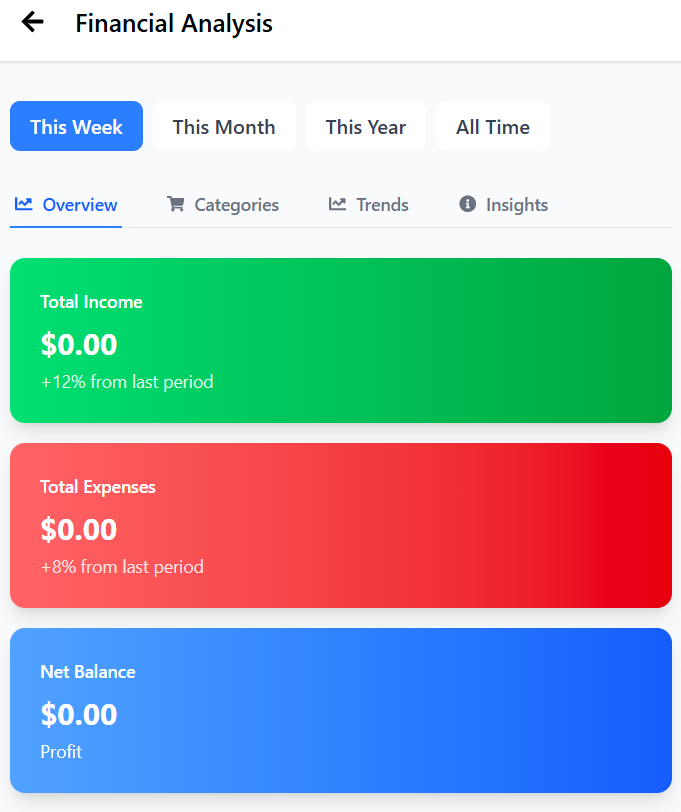 Financial Analysis
This Week This Month This Year All Time
Overview Categories Trends Insights
Total Income
$0.00
+12% from last period
Total Expenses
$0.00
+8% from last period
Net Balance
$0.00
Profit